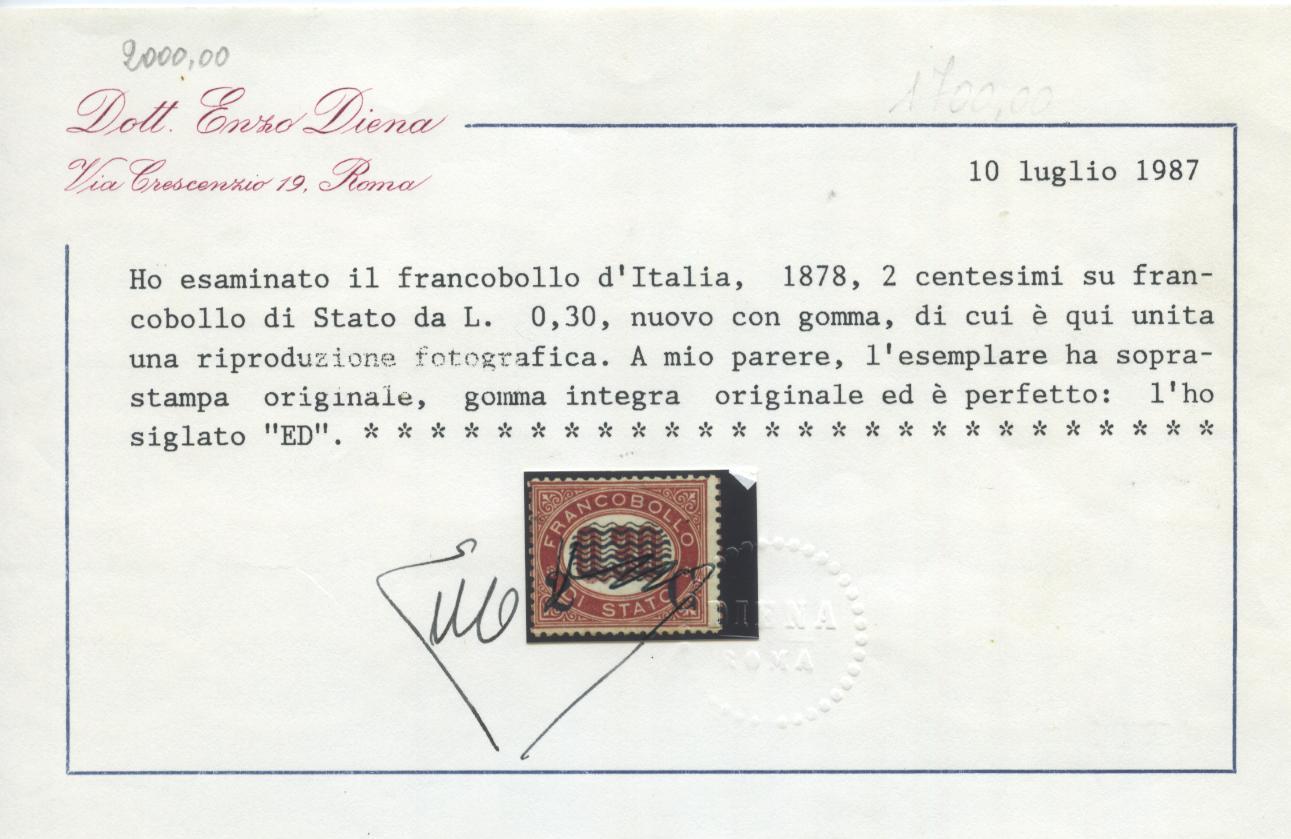 2000,00
1700,00
Dott. Enzo Diena
Via Crescenzio 19, Roma
10 luglio 1987
Ho esaminato il francobollo d'Italia, 1878, 2 centesimi su fran-
cobollo di Stato da L. 0,30, nuovo con gomma, di cui è qui unita
una riproduzione fotografica. A mio parere, l'esemplare ha sopra-
stampa originale, gomma integra originale ed è perfetto: l'ho
siglato "ED". * * * * * * * * * * * * * * * * * * * * * * * * * *
FRANCOBOLLO
2 C
DI STATO